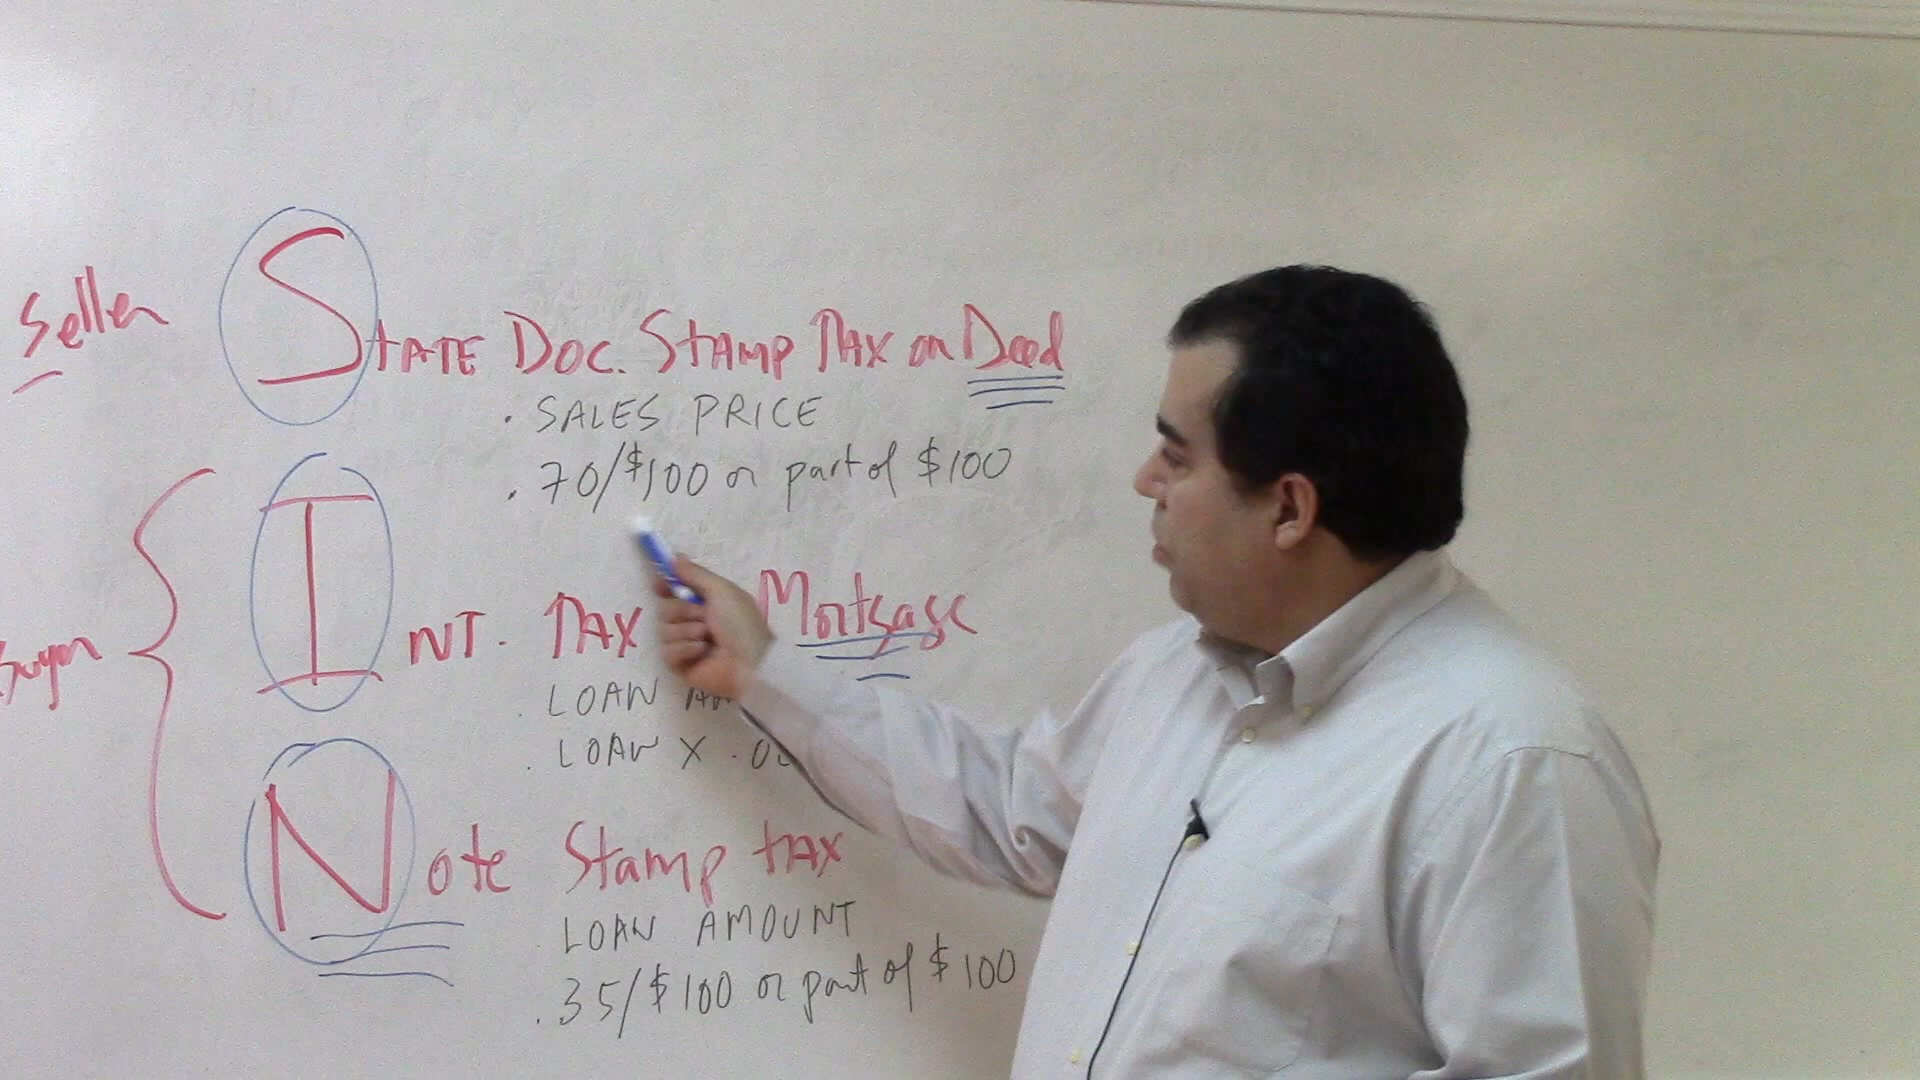 Seller
STATE DOC. STAMP TAX on Deed
. SALES PRICE
. 70/$100 or part of $100
INT. TAX Mortgage
. LOAN
. LOAN X .0
Note Stamp tax
LOAN AMOUNT
.35/$100 or part of $100